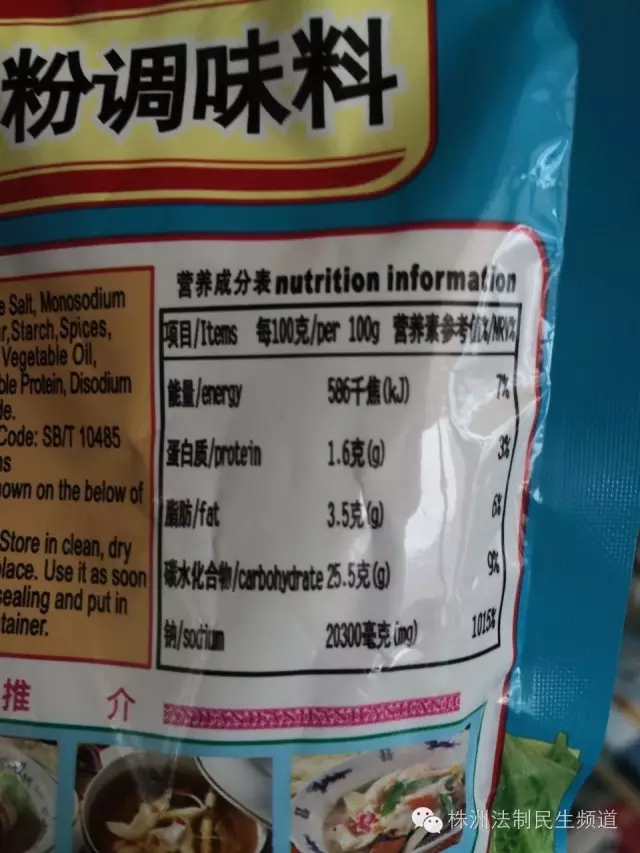 粉调味料
e Salt, Monosodium
r,Starch,Spices,
Vegetable Oil,
ble Protein, Disodium
de.
Code: SB/T 10485
ns
own on the below of
Store in clean, dry
place. Use it as soon
sealing and put in
tainer.
营养成分表nutrition information
项目/Items 每100克/per 100g 营养素参考值%/NRV%
能量/energy 586千焦(kJ) 7%
蛋白质/protein 1.6克(g) 3%
脂肪/fat 3.5克(g) 6%
碳水化合物/carbohydrate 25.5克(g) 9%
钠/sodium 20300毫克(mg) 1015%
推 介
株洲法制民生频道